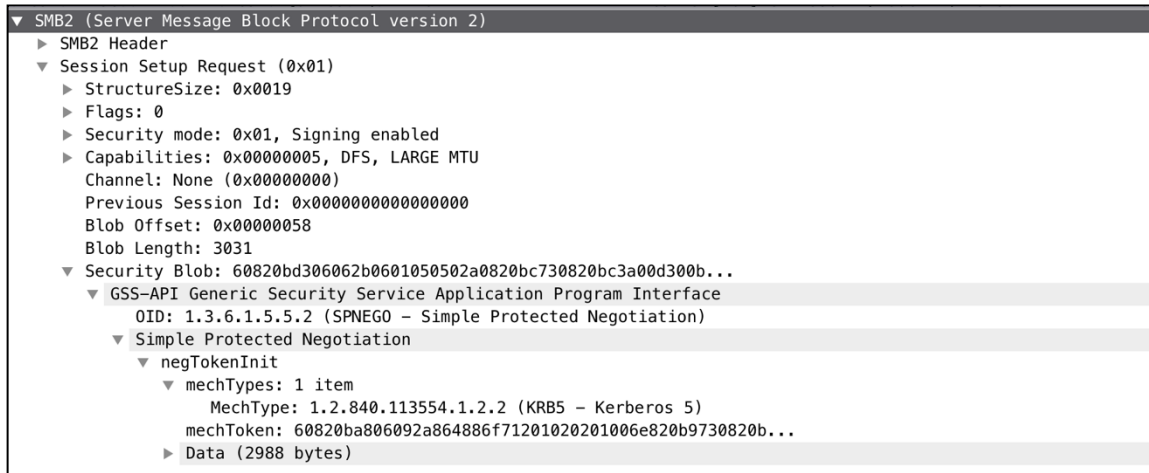 SMB2 (Server Message Block Protocol version 2)
SMB2 Header
Session Setup Request (0x01)
StructureSize: 0x0019
Flags: 0
Security mode: 0x01, Signing enabled
Capabilities: 0x00000005, DFS, LARGE MTU
Channel: None (0x00000000)
Previous Session Id: 0x0000000000000000
Blob Offset: 0x00000058
Blob Length: 3031
Security Blob: 60820bd306062b0601050502a0820bc730820bc3a00d300b...
GSS-API Generic Security Service Application Program Interface
OID: 1.3.6.1.5.5.2 (SPNEGO - Simple Protected Negotiation)
Simple Protected Negotiation
negTokenInit
mechTypes: 1 item
MechType: 1.2.840.113554.1.2.2 (KRB5 - Kerberos 5)
mechToken: 60820ba806092a864886f71201020201006e820b9730820b...
Data (2988 bytes)